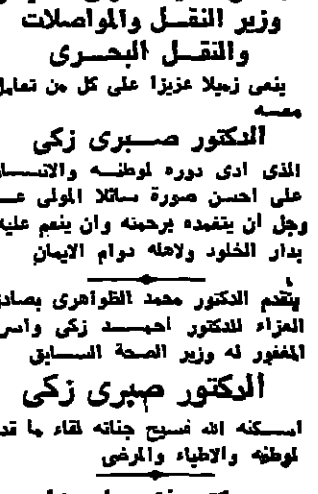 وزير النقل والمواصلات
والنقل البحرى
ينعى زميلا عزيزا على كل من تعامل
معه
الدكتور صبرى زكى
الذى ادى دوره لوطنه
على احسن صورة سائلا المولى عز
وجل ان يتغمده برحمته وان ينعم عليه
بدار الخلود ولاهله دوام الايمان
يتقدم الدكتور محمد الظواهرى بصادق
العزاء للدكتور احمد زكى واسرة
المغفور له وزير الصحة السابق
الدكتور صبرى زكى
اسكنه الله فسيح جناته لقاء ما قدم
لوطنه والاطباء والمرضى